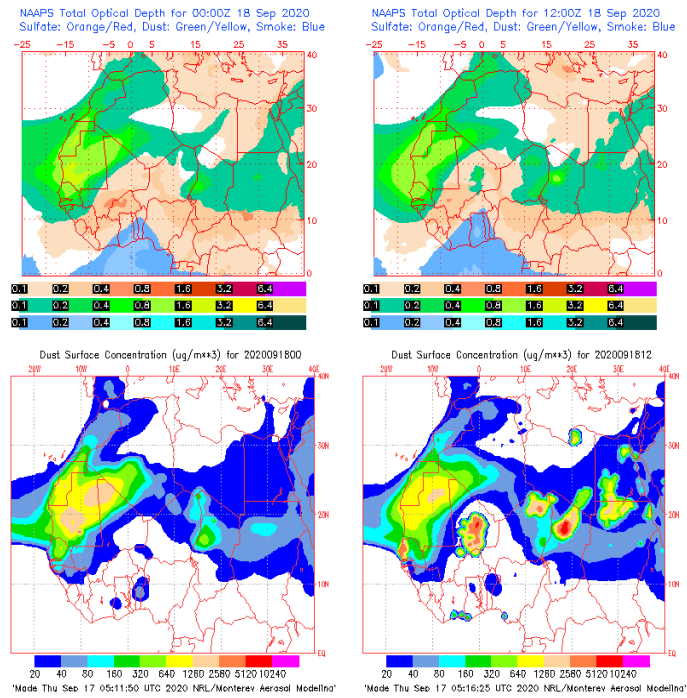 NAAPS Total Optical Depth for 00:00Z 18 Sep 2020
Sulfate: Orange/Red, Dust: Green/Yellow, Smoke: Blue
-25 -15 -5 0 5 15 25 40
40
30
20
10
0
0.1 0.2 0.4 0.8 1.6 3.2 6.4
0.1 0.2 0.4 0.8 1.6 3.2 6.4
0.1 0.2 0.4 0.8 1.6 3.2 6.4
NAAPS Total Optical Depth for 12:00Z 18 Sep 2020
Sulfate: Orange/Red, Dust: Green/Yellow, Smoke: Blue
-25 -15 -5 0 5 15 25 40
40
30
20
10
0
0.1 0.2 0.4 0.8 1.6 3.2 6.4
0.1 0.2 0.4 0.8 1.6 3.2 6.4
0.1 0.2 0.4 0.8 1.6 3.2 6.4
Dust Surface Concentration (ug/m**3) for 2020091800
20W 10W 0 10E 20E 30E 40E
40N
30N
20N
10N
EQ
20 40 80 160 320 640 1280 2560 5120 10240
'Made Thu Sep 17 05:11:50 UTC 2020 NRL/Monterey Aerosol Modeling'
Dust Surface Concentration (ug/m**3) for 2020091812
20W 10W 0 10E 20E 30E 40E
40N
30N
20N
10N
EQ
20 40 80 160 320 640 1280 2560 5120 10240
'Made Thu Sep 17 05:16:25 UTC 2020 NRL/Monterey Aerosol Modeling'